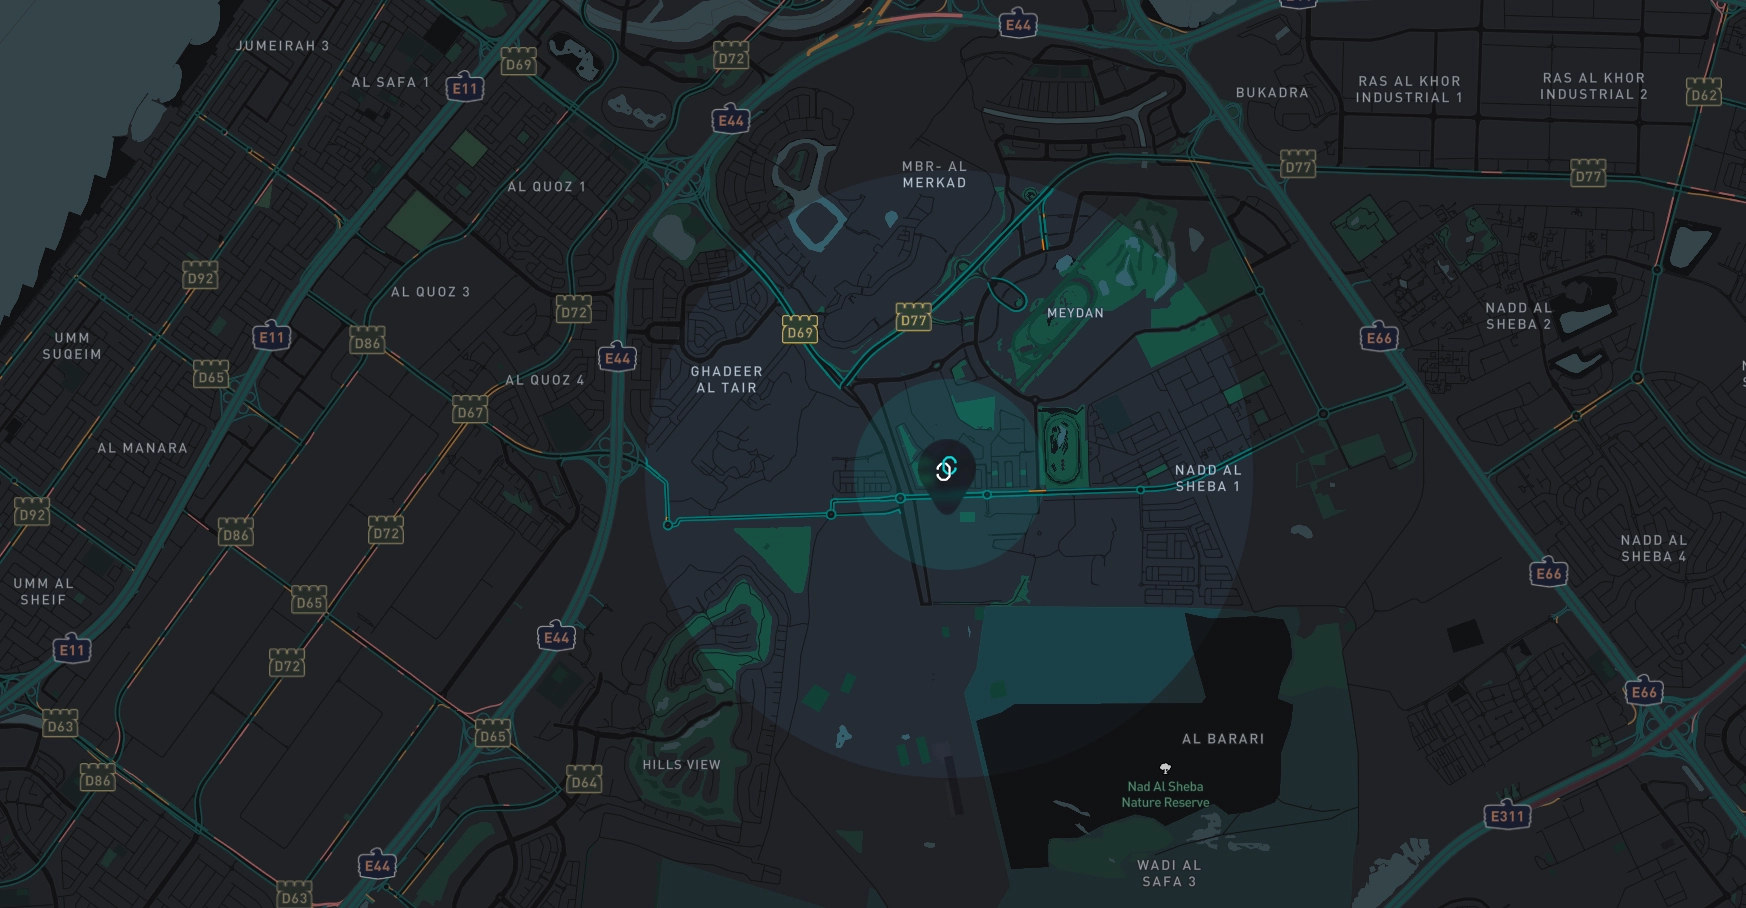 E44
JUMEIRAH 3
D69
D72
AL SAFA 1
E11
E44
BUKADRA
RAS AL KHOR
INDUSTRIAL 1
RAS AL KHOR
INDUSTRIAL 2
D62
MBR- AL
MERKAD
D77
D77
AL QUOZ 1
D92
AL QUOZ 3
D72
D69
D77
MEYDAN
NADD AL
SHEBA 2
E66
UMM
SUQEIM
E11
D86
E44
D65
AL QUOZ 4
GHADEER
AL TAIR
D67
AL MANARA
NADD AL
SHEBA 1
D92
D86
D72
NADD AL
SHEBA 4
E66
UMM AL
SHEIF
D65
E44
E11
D72
E66
D63
D65
AL BARARI
HILLS VIEW
D86
D64
Nad Al Sheba
Nature Reserve
E311
E44
WADI AL
SAFA 3
D63